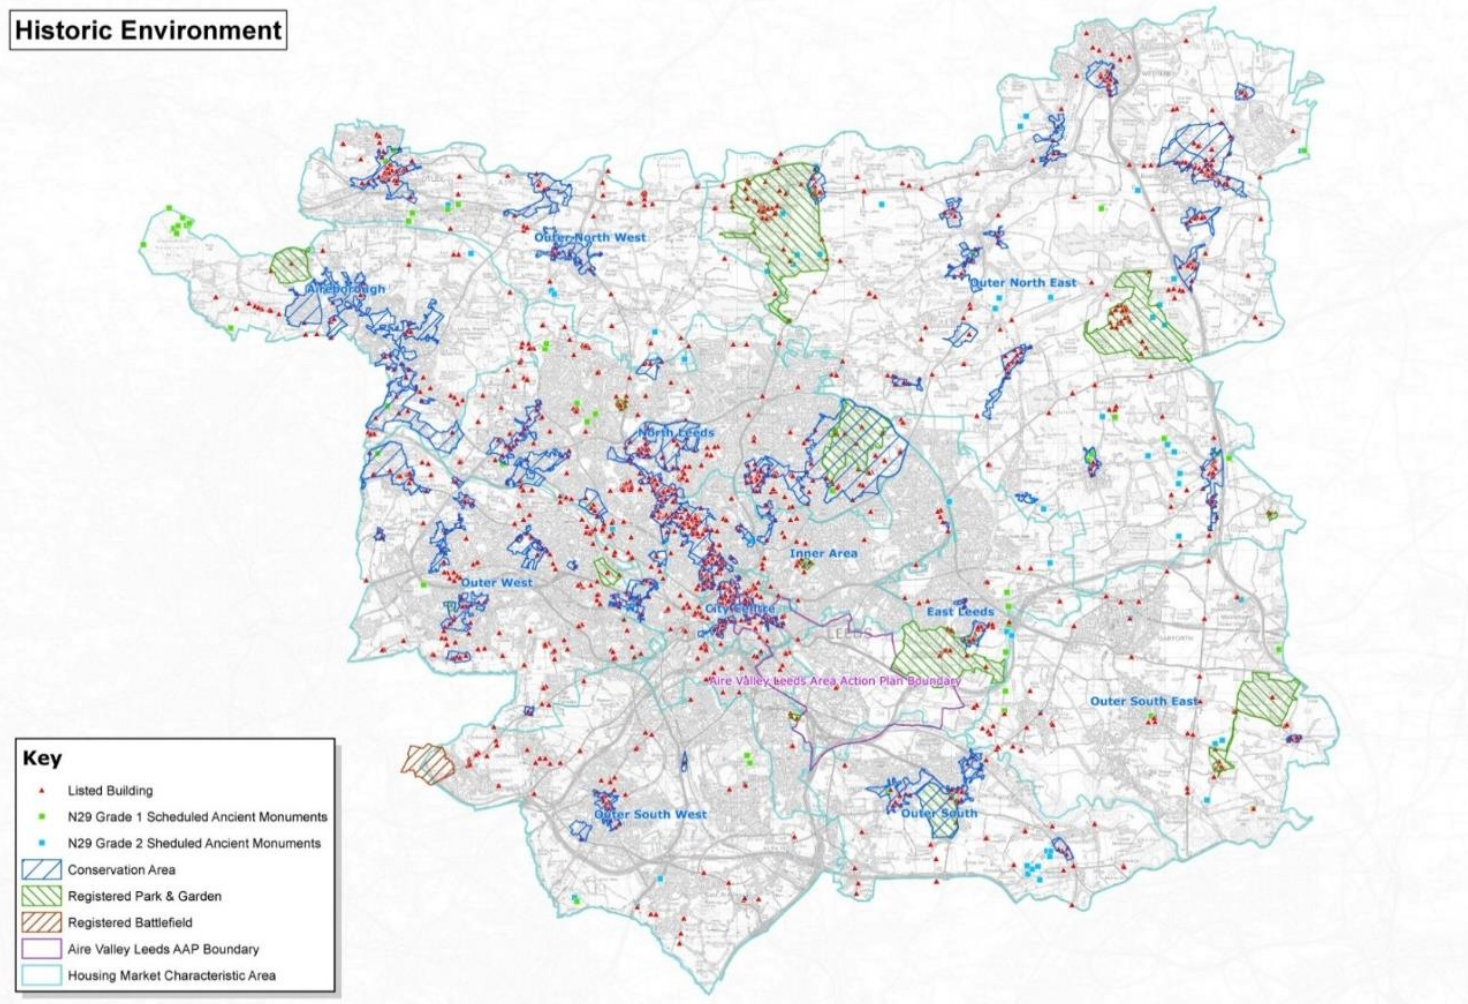 Historic Environment
Outer North West
Aireborough
Outer North East
North Leeds
Inner Area
Outer West
City Centre
East Leeds
LEEDS
Aire Valley Leeds Area Action Plan Boundary
Outer South East
GARFORTH
Outer South West
Outer South
Key
Listed Building
N29 Grade 1 Scheduled Ancient Monuments
N29 Grade 2 Sheduled Ancient Monuments
Conservation Area
Registered Park & Garden
Registered Battlefield
Aire Valley Leeds AAP Boundary
Housing Market Characteristic Area